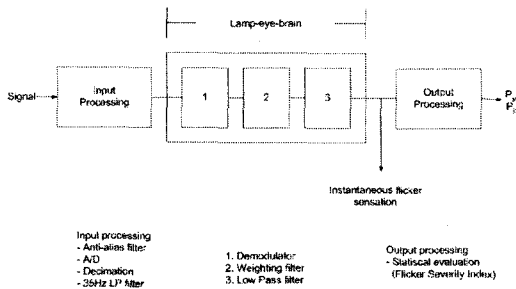 Lamp-eye-brain
Signal
Input
Processing
1
2
3
Output
Processing
Instantaneous flicker
sensation
Input processing
- Anti-alias filter
- A/D
- Decimation
- 35Hz LP filter
1. Demodulator
2. Weighting filter
3. Low Pass filter
Output processing
- Statiscal evaluation
(Flicker Severity Index)